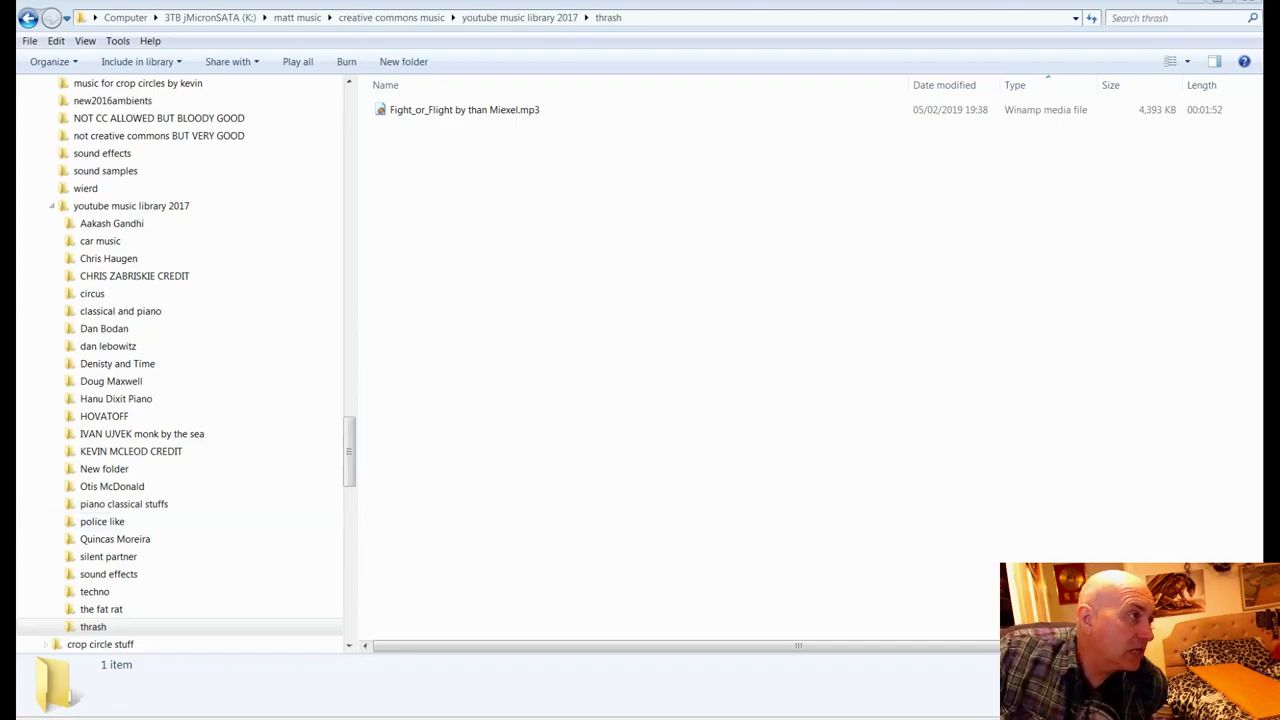 Computer ▸ 3TB jMicronSATA (K:) ▸ matt music ▸ creative commons music ▸ youtube music library 2017 ▸ thrash
Search thrash
File Edit View Tools Help
Organize Include in library Share with Play all Burn New folder
music for crop circles by kevin
new2016ambients
NOT CC ALLOWED BUT BLOODY GOOD
not creative commons BUT VERY GOOD
sound effects
sound samples
wierd
youtube music library 2017
Aakash Gandhi
car music
Chris Haugen
CHRIS ZABRISKIE CREDIT
circus
classical and piano
Dan Bodan
dan lebowitz
Denisty and Time
Doug Maxwell
Hanu Dixit Piano
HOVATOFF
IVAN UJVEK monk by the sea
KEVIN MCLEOD CREDIT
New folder
Otis McDonald
piano classical stuffs
police like
Quincas Moreira
silent partner
sound effects
techno
the fat rat
thrash
crop circle stuff
Name Date modified Type Size Length
Fight_or_Flight by than Miexel.mp3 05/02/2019 19:38 Winamp media file 4,393 KB 00:01:52
1 item